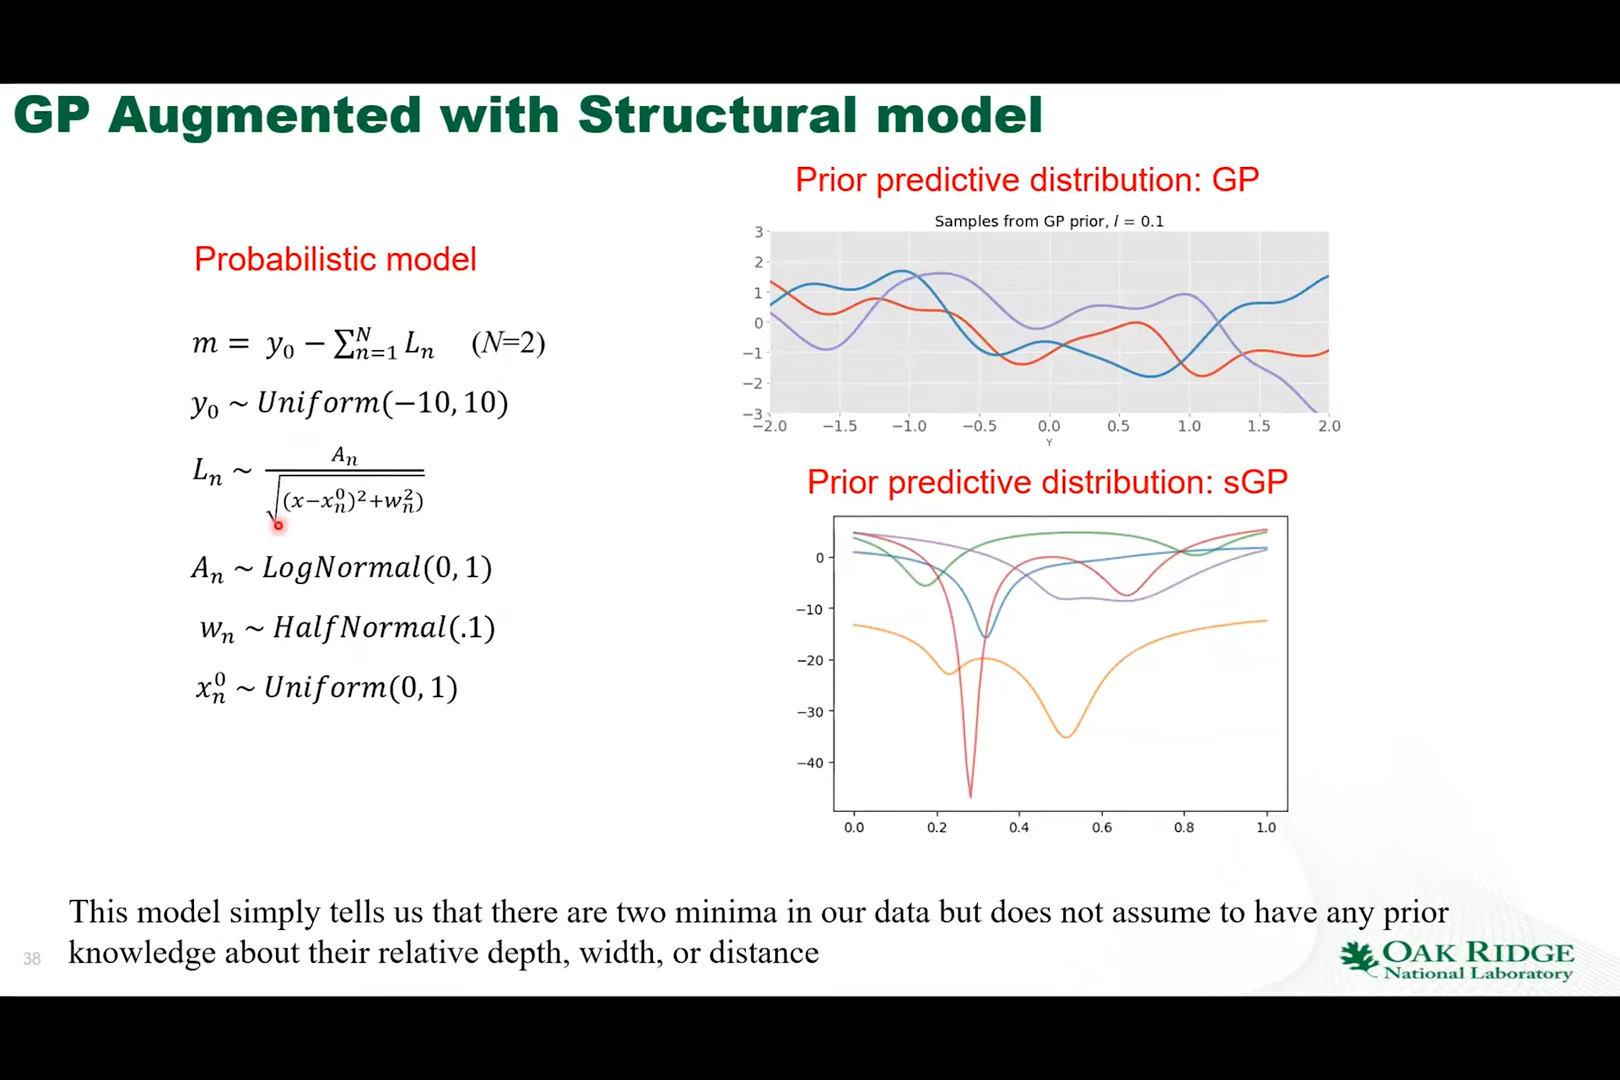 GP Augmented with Structural model
Probabilistic model
m = y₀ − ∑ₙ₌₁ᴺ Lₙ (N=2)
y₀ ~ Uniform(−10, 10)
Lₙ ~ Aₙ / √((x−xₙ⁰)²+wₙ²)
Aₙ ~ LogNormal(0, 1)
wₙ ~ HalfNormal(.1)
xₙ⁰ ~ Uniform(0, 1)
Prior predictive distribution: GP
Samples from GP prior, l = 0.1
3
2
1
0
−1
−2
−3
−2.0 −1.5 −1.0 −0.5 0.0 0.5 1.0 1.5 2.0
Y
Prior predictive distribution: sGP
0
−10
−20
−30
−40
0.0 0.2 0.4 0.6 0.8 1.0
This model simply tells us that there are two minima in our data but does not assume to have any prior
knowledge about their relative depth, width, or distance
38
OAK RIDGE
National Laboratory